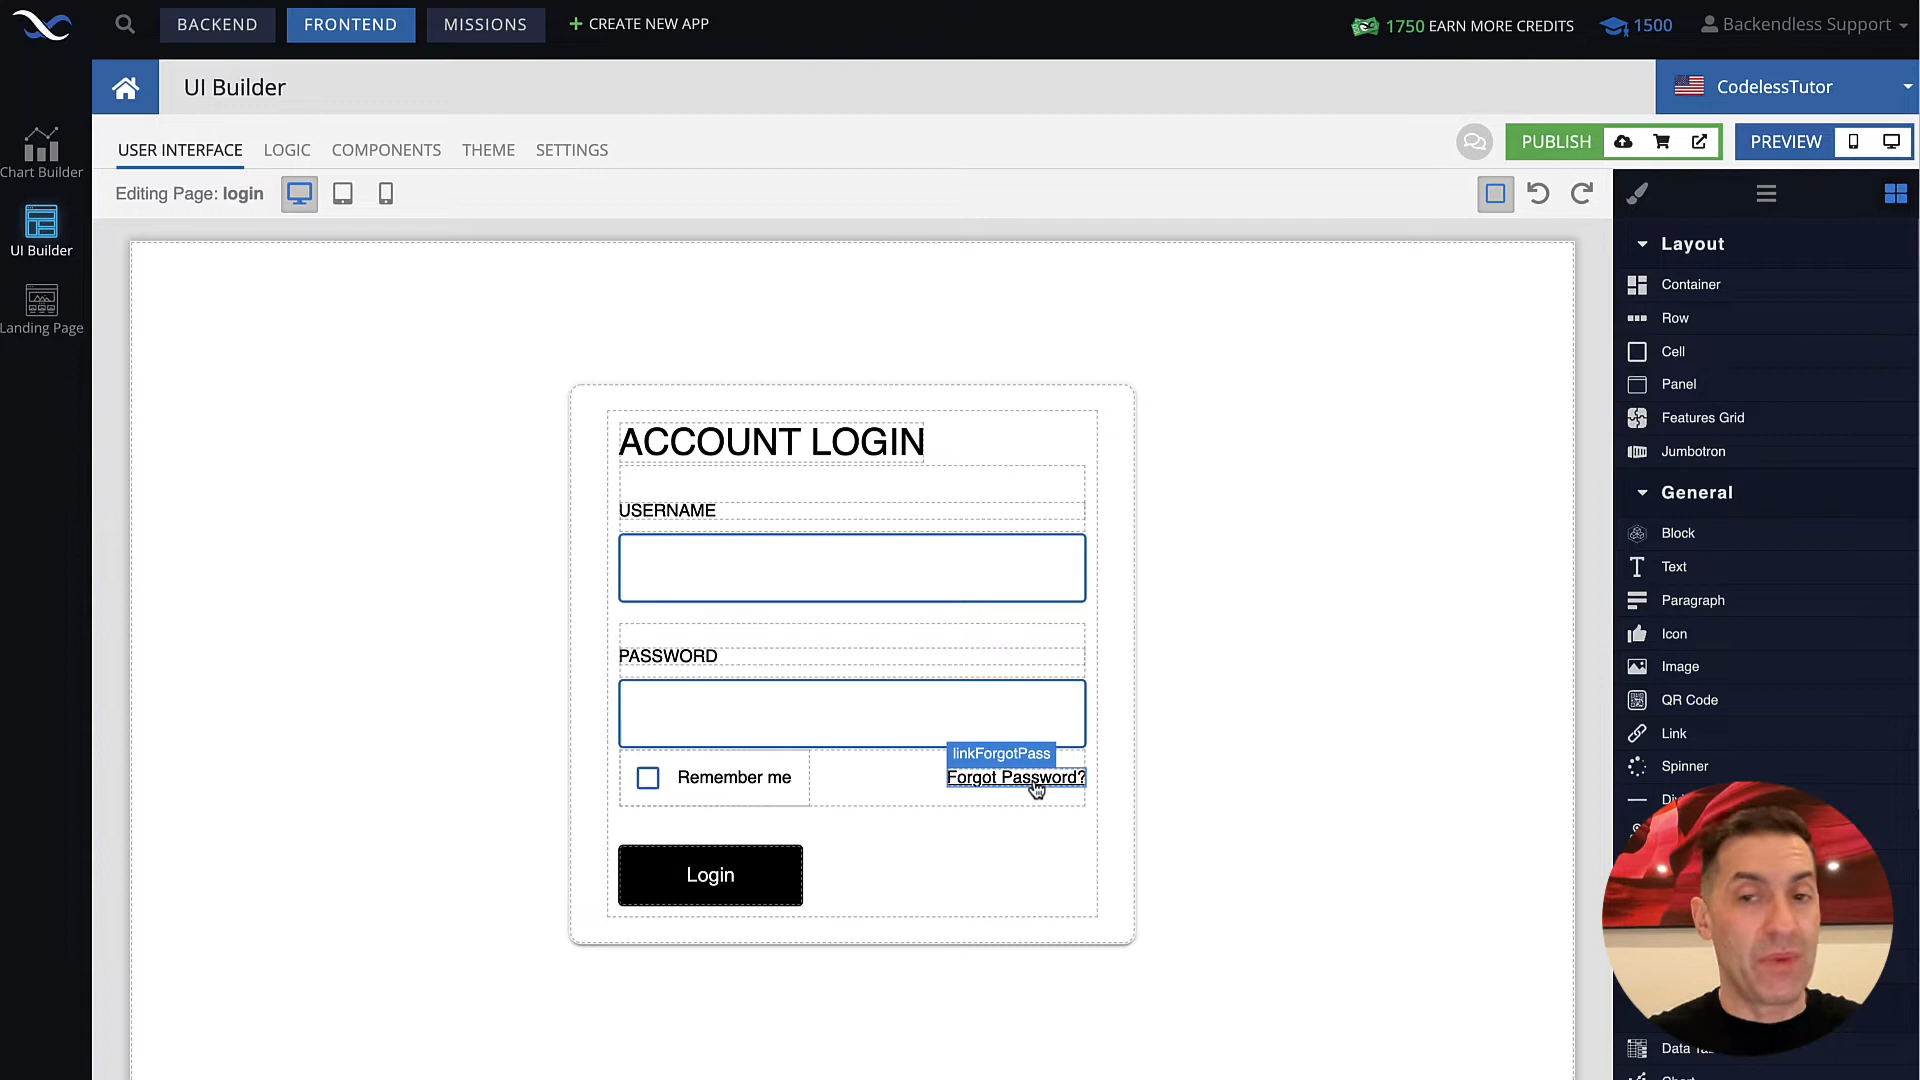 BACKEND
FRONTEND
MISSIONS
+ CREATE NEW APP
1750 EARN MORE CREDITS
1500
Backendless Support
UI Builder
CodelessTutor
Chart Builder
UI Builder
Landing Page
USER INTERFACE
LOGIC
COMPONENTS
THEME
SETTINGS
PUBLISH
PREVIEW
Editing Page: login
ACCOUNT LOGIN
USERNAME
PASSWORD
linkForgotPass
Remember me
Forgot Password?
Login
Layout
Container
Row
Cell
Panel
Features Grid
Jumbotron
General
Block
Text
Paragraph
Icon
Image
QR Code
Link
Spinner
Data